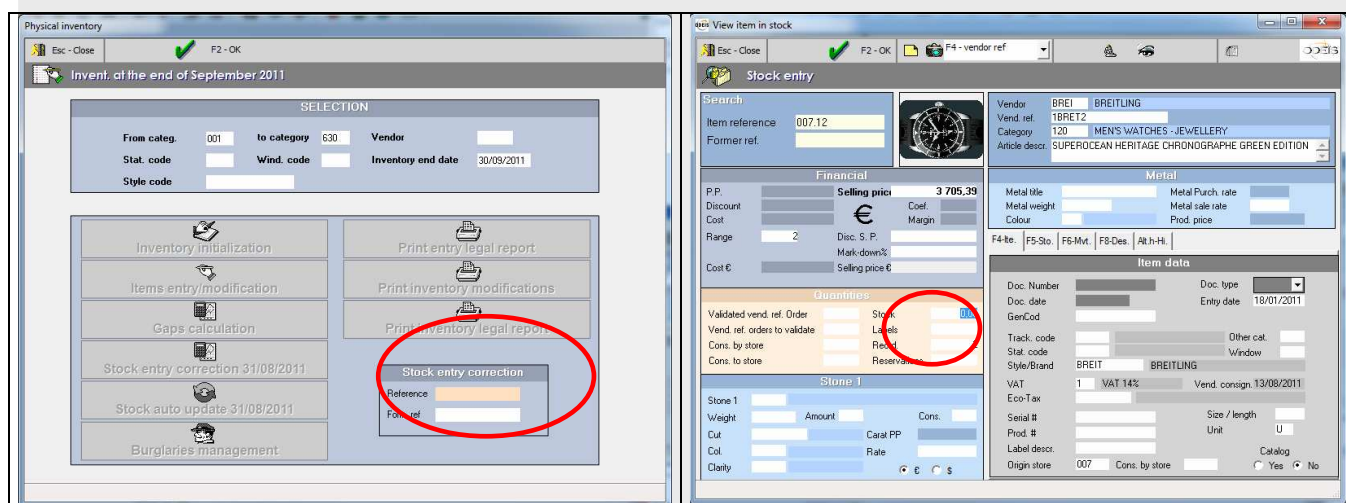 Physical inventory
Esc - Close F2 - OK
Invent. at the end of September 2011
SELECTION
From categ. 001 to category 630 Vendor
Stat. code Wind. code Inventory end date 30/09/2011
Style code
Inventory initialization Print entry legal report
Items entry/modification Print inventory modifications
Gaps calculation Print inventory legal report
Stock entry correction 31/08/2011
Stock entry correction
Reference
Stock auto update 31/08/2011
Form. ref
Burglaries management
View item in stock
Esc - Close F2 - OK F4 - vendor ref
Stock entry
Search
Item reference 007.12
Former ref.
Vendor BREI BREITLING
Vend. ref. 1BRET2
Category 120 MEN'S WATCHES - JEWELLERY
Article descr. SUPEROCEAN HERITAGE CHRONOGRAPHE GREEN EDITION
Financial
P.P. Selling price 3 705,39
Discount € Coef.
Cost Margin
Range 2 Disc. S. P.
Mark-down%
Cost € Selling price €
Metal
Metal title Metal Purch. rate
Metal weight Metal sale rate
Colour Prod. price
F4-Ite. F5-Sto. F6-Mvt. F8-Des. Alt.h-Hi.
Quantities
Validated vend. ref. Order Stock
Vend. ref. orders to validate Labels
Cons. by store
Cons. to store Reservations
Stone 1
Stone 1
Weight Amount Cons.
Cut Carat PP
Col. Rate
Clarity € $
Item data
Doc. Number Doc. type
Doc. date Entry date 18/01/2011
GenCod
Track. code Other cat.
Stat. code Window
Style/Brand BREIT BREITLING
VAT 1 VAT 14% Vend. consign. 13/08/2011
Eco-Tax
Serial # Size / length
Prod. # Unit U
Label descr. Catalog
Origin store 007 Cons. by store Yes No